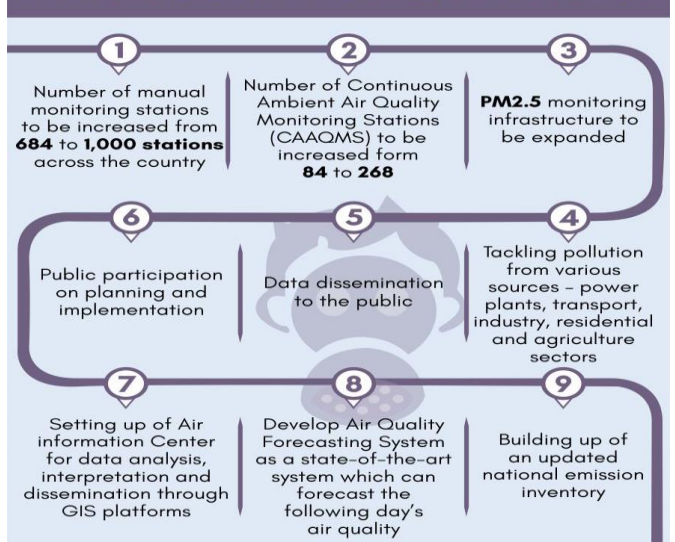 1
Number of manual
monitoring stations
to be increased from
684 to 1,000 stations
across the country
2
Number of Continuous
Ambient Air Quality
Monitoring Stations
(CAAQMS) to be
increased form
84 to 268
3
PM2.5 monitoring
infrastructure to
be expanded
4
Tackling pollution
from various
sources – power
plants, transport,
industry, residential
and agriculture
sectors
5
Data dissemination
to the public
6
Public participation
on planning and
implementation
7
Setting up of Air
information Center
for data analysis,
interpretation and
dissemination through
GIS platforms
8
Develop Air Quality
Forecasting System
as a state-of-the-art
system which can
forecast the
following day's
air quality
9
Building up of
an updated
national emission
inventory